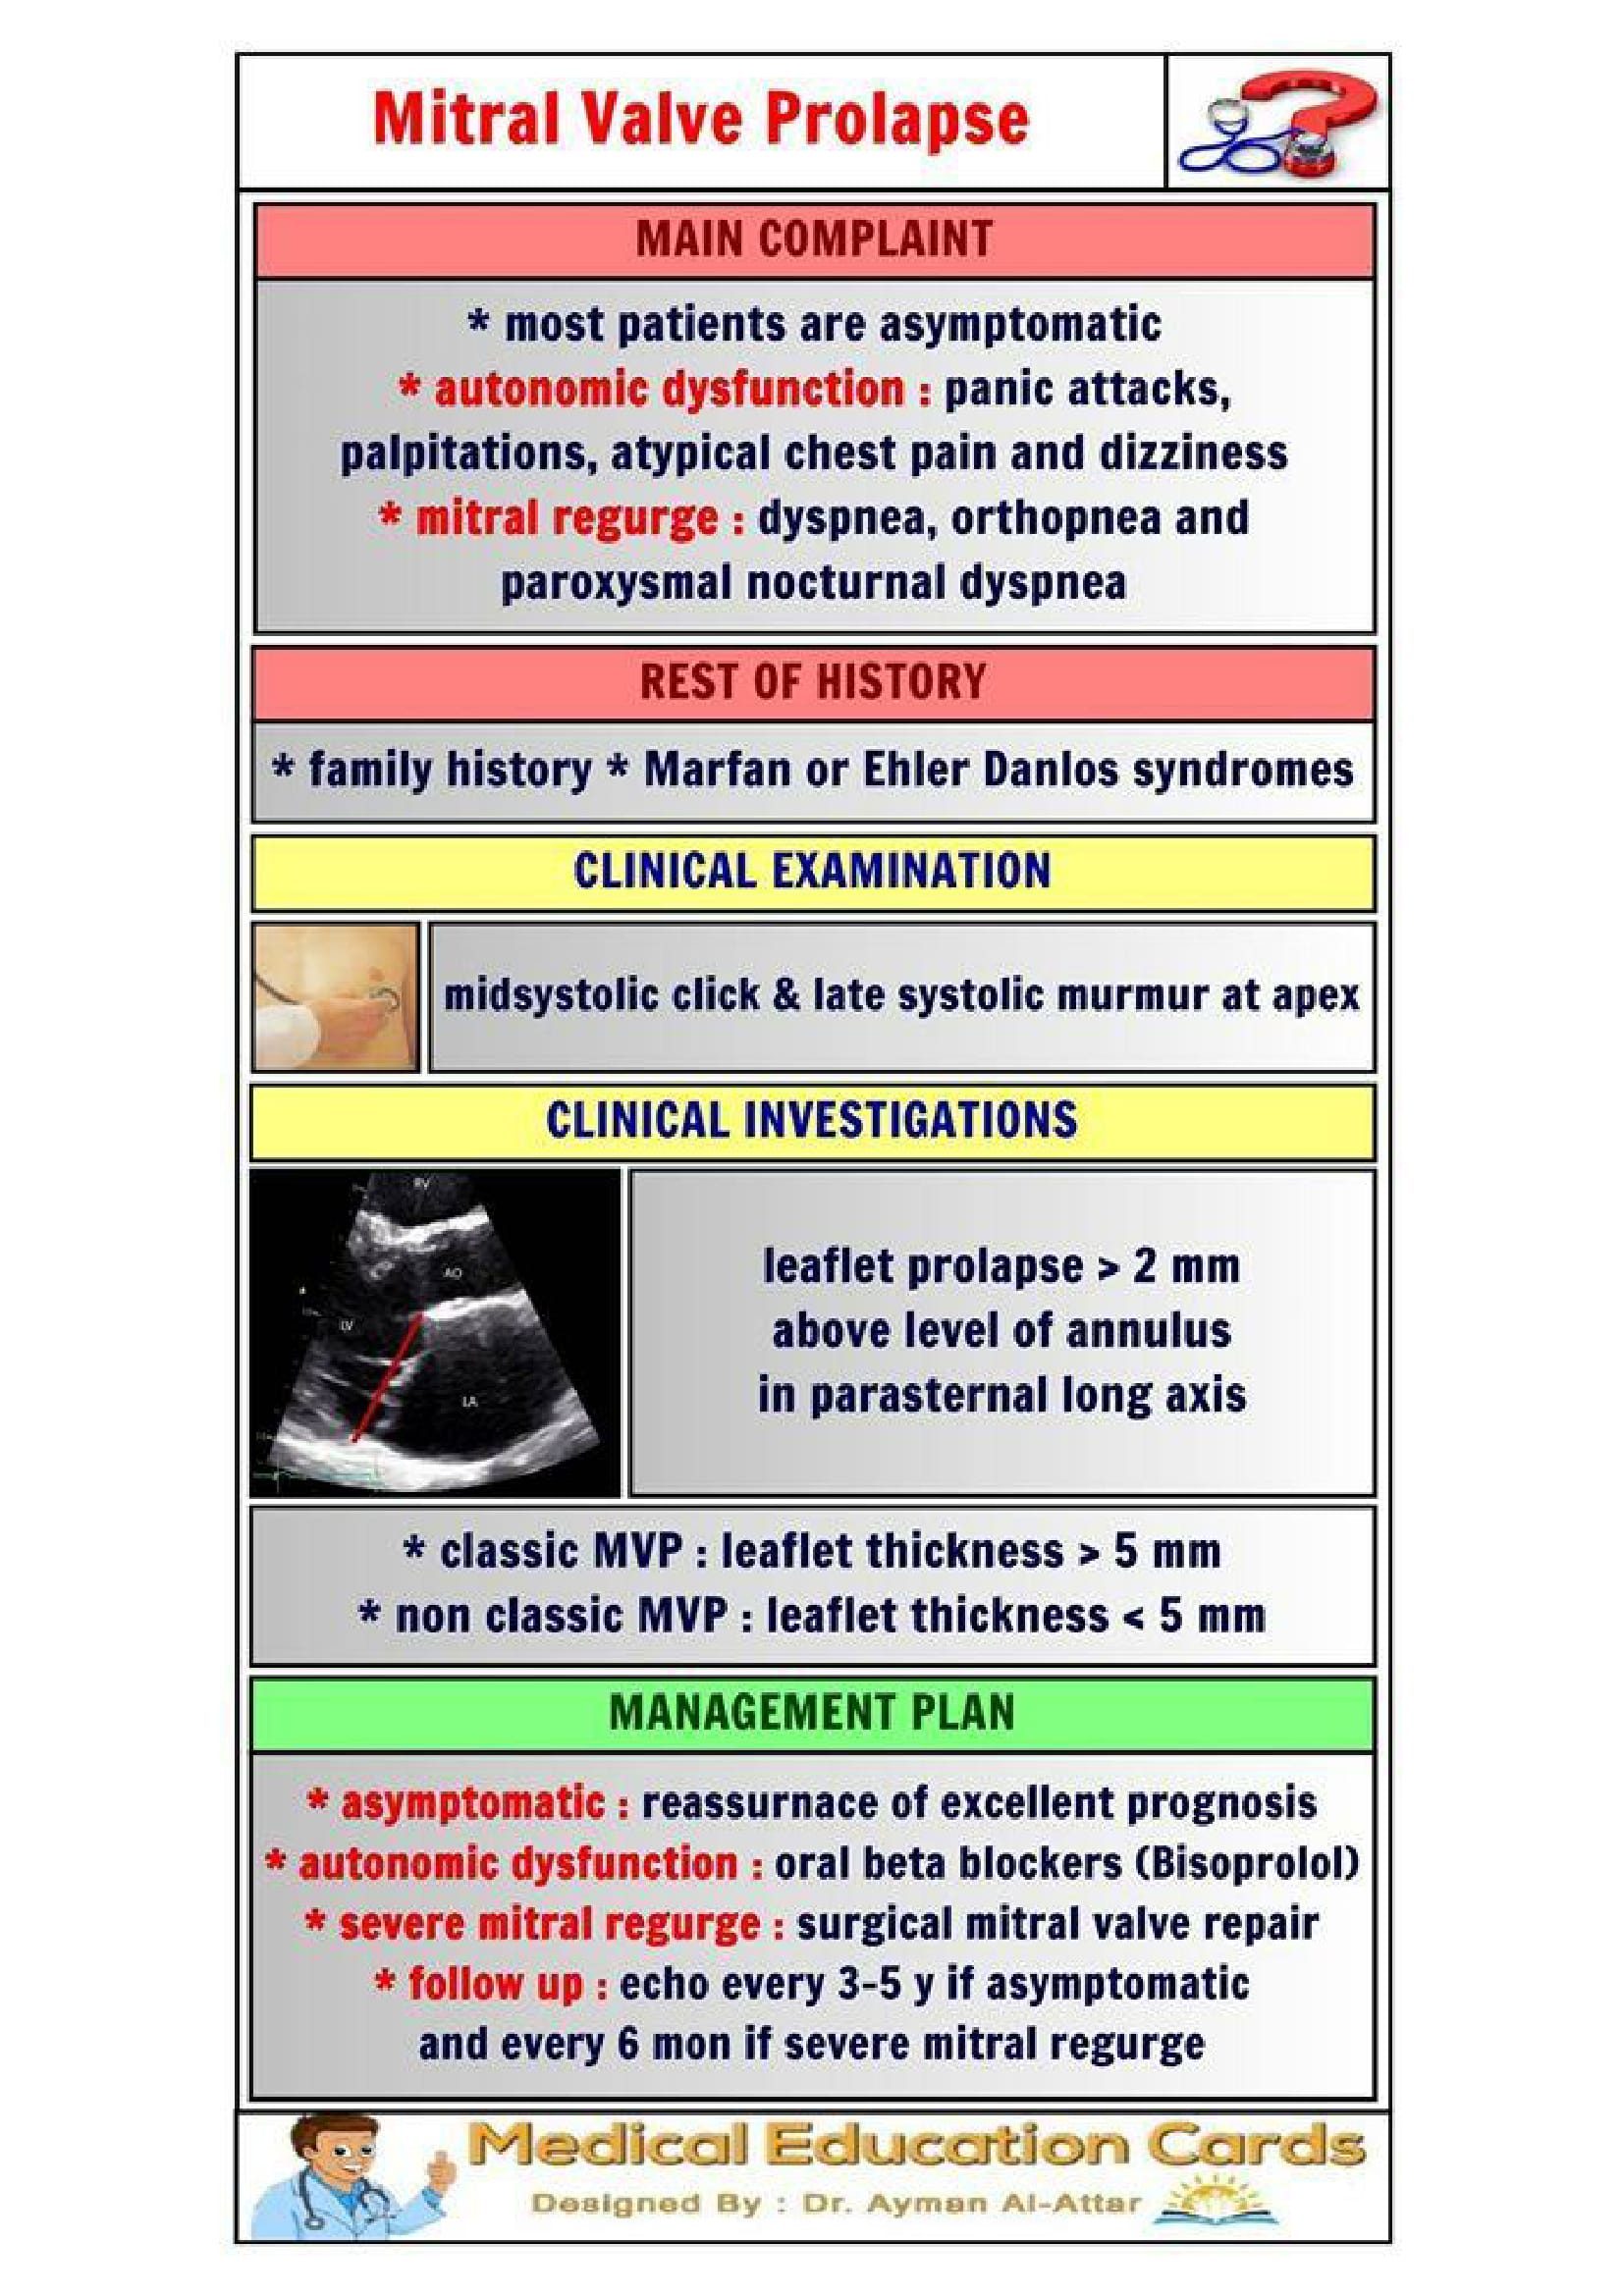 Mitral Valve Prolapse
MAIN COMPLAINT
* most patients are asymptomatic
* autonomic dysfunction : panic attacks,
palpitations, atypical chest pain and dizziness
* mitral regurge : dyspnea, orthopnea and
paroxysmal nocturnal dyspnea
REST OF HISTORY
* family history * Marfan or Ehler Danlos syndromes
CLINICAL EXAMINATION
midsystolic click & late systolic murmur at apex
CLINICAL INVESTIGATIONS
RV
AO
LV
LA
leaflet prolapse > 2 mm
above level of annulus
in parasternal long axis
* classic MVP : leaflet thickness > 5 mm
* non classic MVP : leaflet thickness < 5 mm
MANAGEMENT PLAN
* asymptomatic : reassurnace of excellent prognosis
* autonomic dysfunction : oral beta blockers (Bisoprolol)
* severe mitral regurge : surgical mitral valve repair
* follow up : echo every 3-5 y if asymptomatic
and every 6 mon if severe mitral regurge
Medical Education Cards
Designed By : Dr. Ayman Al-Attar